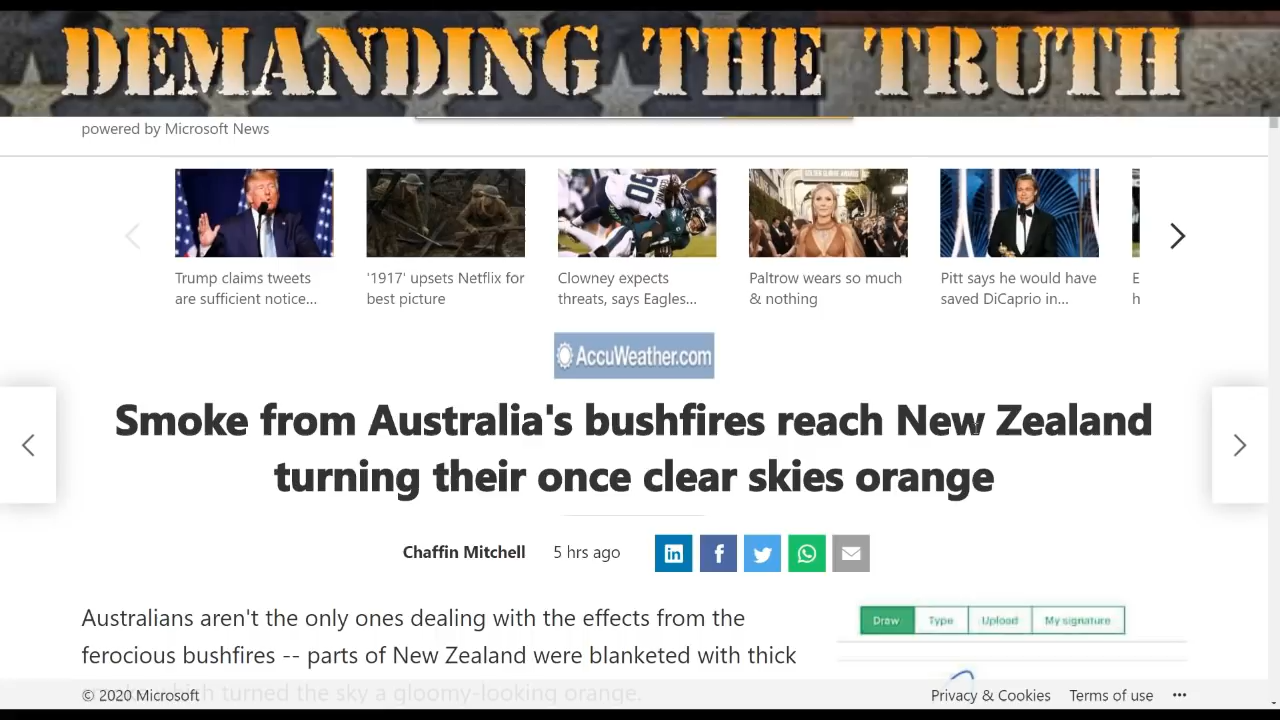 DEMANDING THE TRUTH
powered by Microsoft News
Trump claims tweets
are sufficient notice...
'1917' upsets Netflix for
best picture
Clowney expects
threats, says Eagles...
Paltrow wears so much
& nothing
Pitt says he would have
saved DiCaprio in...
E
h
AccuWeather.com
Smoke from Australia's bushfires reach New Zealand
turning their once clear skies orange
Chaffin Mitchell 5 hrs ago
Australians aren't the only ones dealing with the effects from the
ferocious bushfires -- parts of New Zealand were blanketed with thick
turned the sky a gloomy-looking orange.
Draw Type Upload My signature
© 2020 Microsoft
Privacy & Cookies Terms of use ...